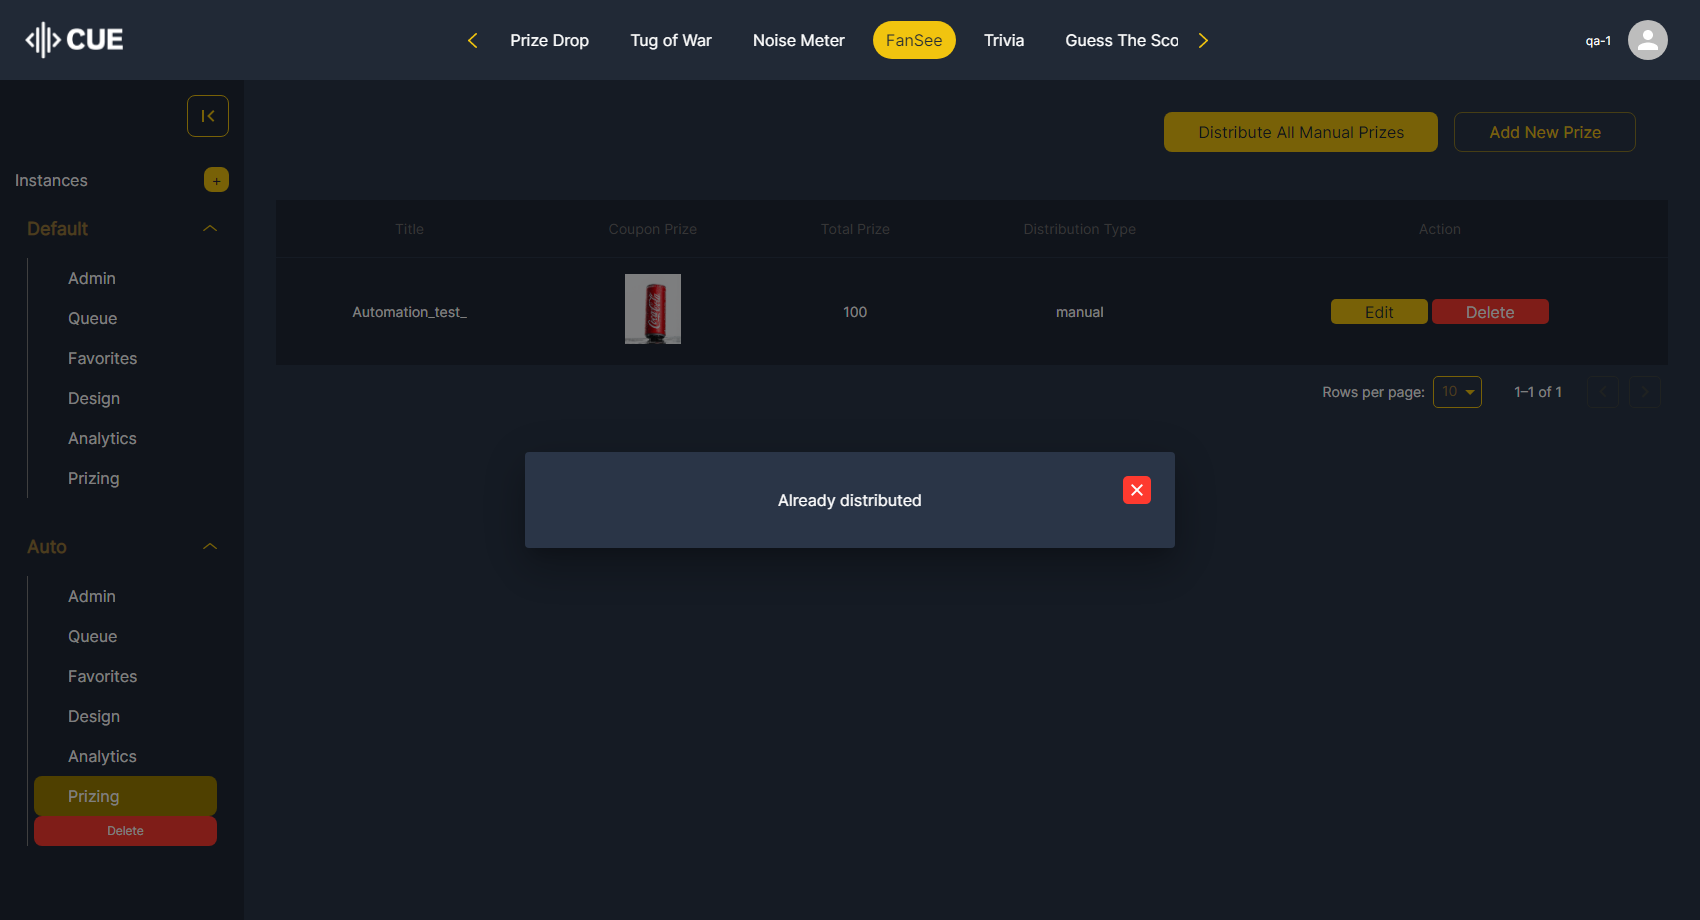 CUE
Prize Drop
Tug of War
Noise Meter
FanSee
Trivia
Guess The Sco
qa-1
Distribute All Manual Prizes
Add New Prize
Instances
+
Default
Admin
Queue
Favorites
Design
Analytics
Prizing
Auto
Admin
Queue
Favorites
Design
Analytics
Prizing
Delete
Title
Coupon Prize
Total Prize
Distribution Type
Action
Automation_test_
Coca-Cola
100
manual
Edit
Delete
Rows per page:
10
1–1 of 1
Already distributed